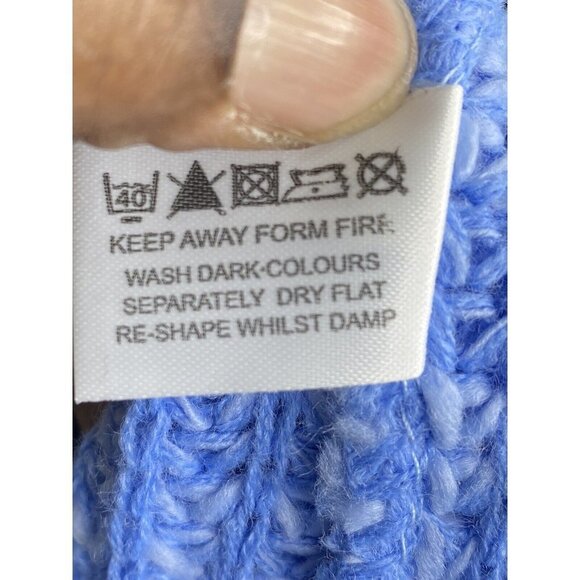 40
KEEP AWAY FORM FIRE
WASH DARK-COLOURS
SEPARATELY DRY FLAT
RE-SHAPE WHILST DAMP